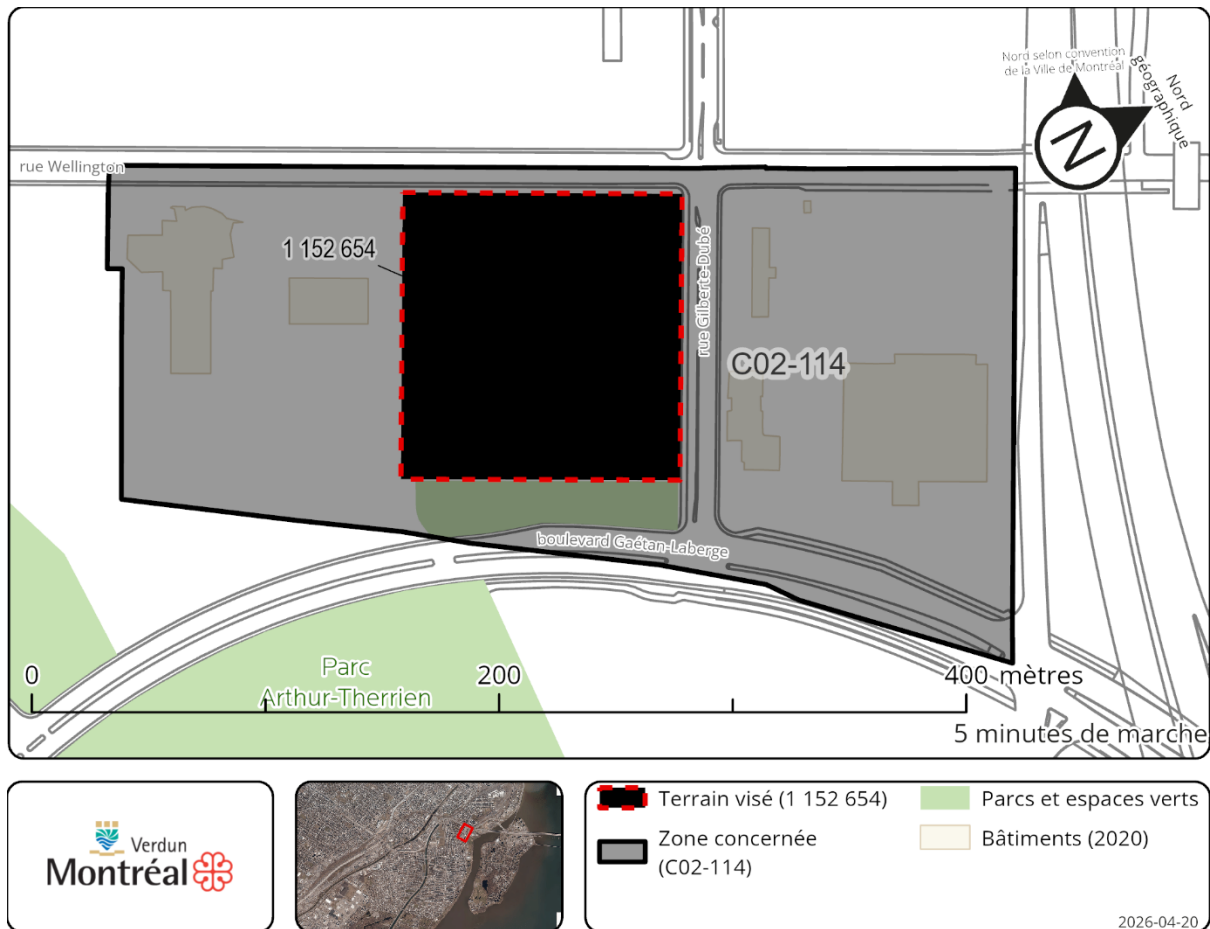 Nord selon convention
de la Ville de Montréal
Nord
géographique
N
rue Wellington
1 152 654
rue Gilberte-Dubé
C02-114
boulevard Gaétan-Laberge
Parc
Arthur-Therrien
0 200 400 mètres
5 minutes de marche
Verdun
Montréal
Terrain visé (1 152 654)
Zone concernée
(C02-114)
Parcs et espaces verts
Bâtiments (2020)
2026-04-20